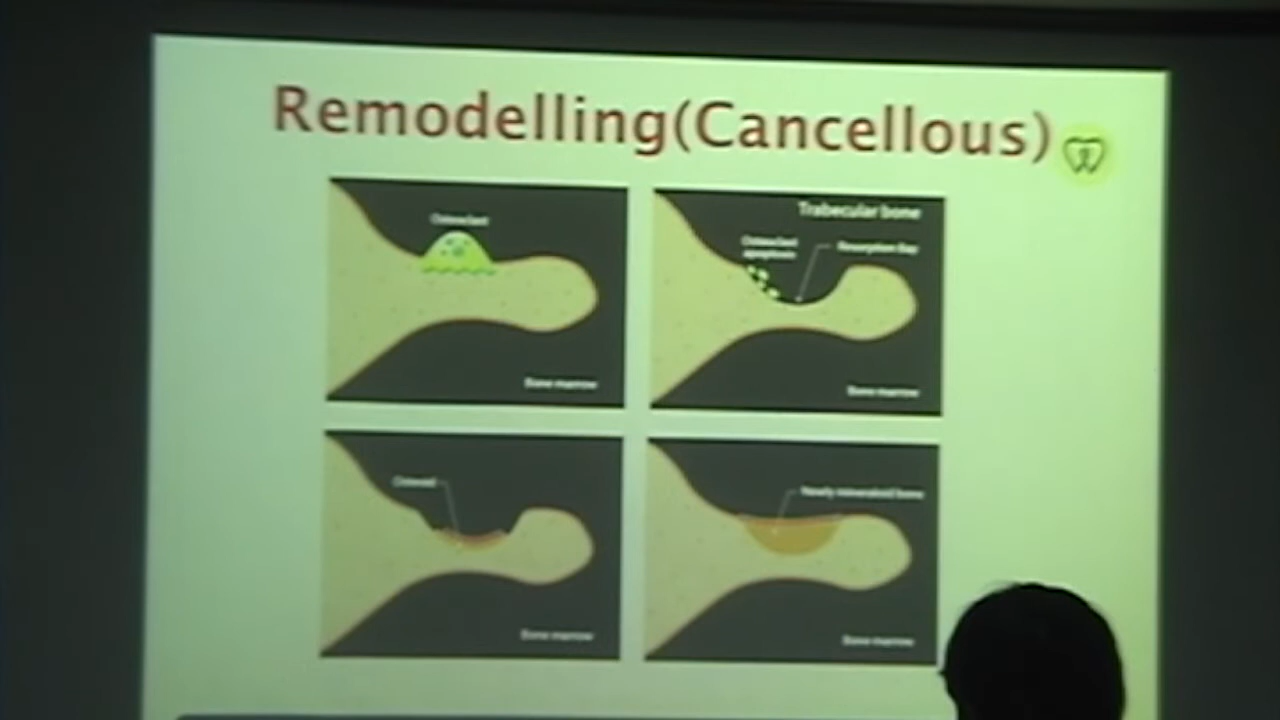 Remodelling(Cancellous)
Osteoclast
Bone marrow
Trabecular bone
Osteoclast
apoptosis
Resorption Bay
Bone marrow
Osteoid
Bone marrow
Newly mineralized bone
Bone marrow